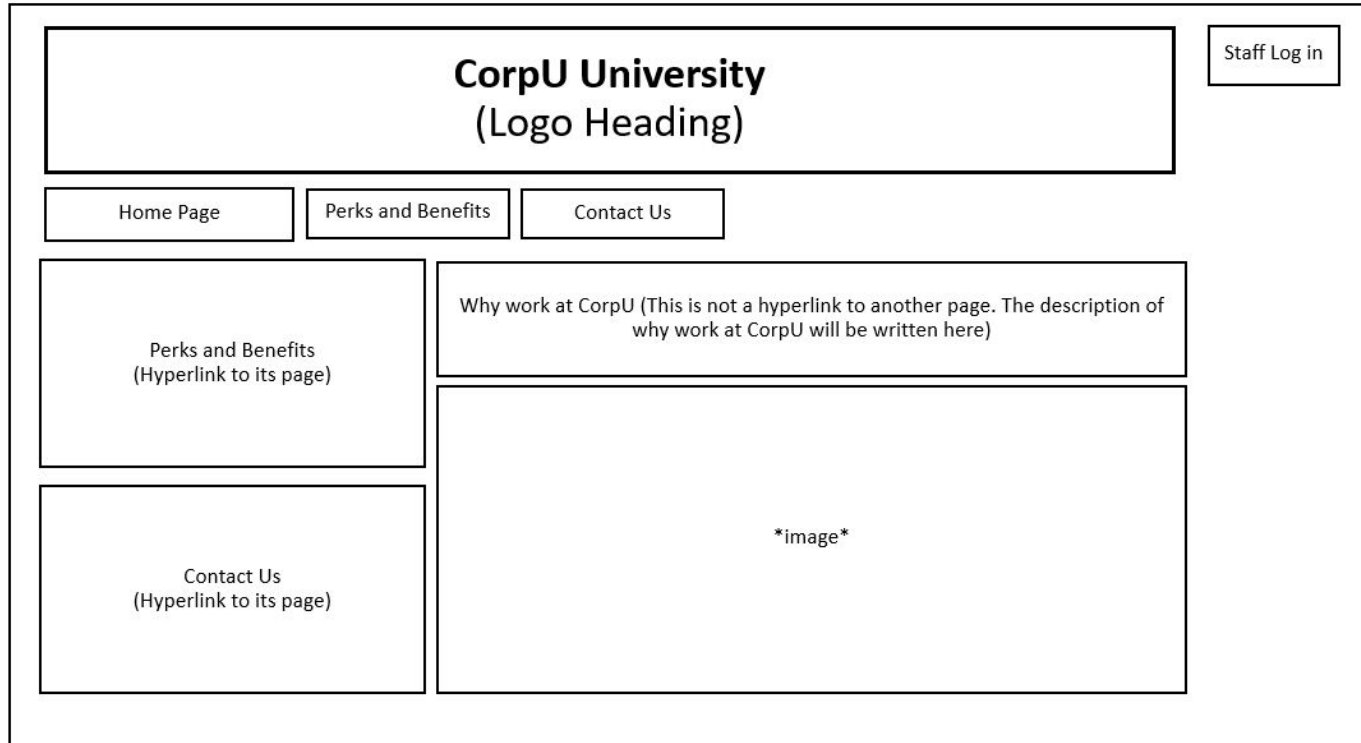 CorpU University
(Logo Heading)
Staff Log in
Home Page
Perks and Benefits
Contact Us
Perks and Benefits
(Hyperlink to its page)
Why work at CorpU (This is not a hyperlink to another page. The description of
why work at CorpU will be written here)
Contact Us
(Hyperlink to its page)
*image*